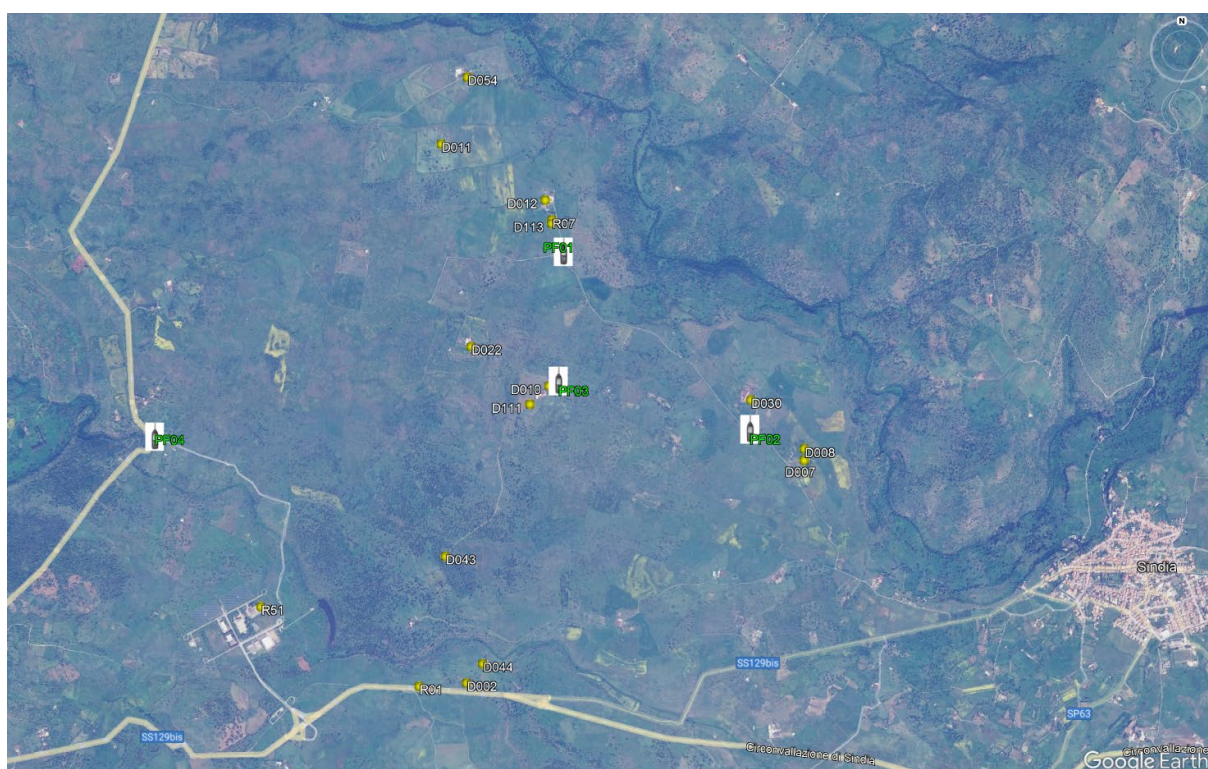 N
D054
D011
D012
D113
R07
PF01
D022
D010
PF03
D111
D030
PF04
PF02
D008
D007
D043
Sindia
R51
D044
SS129bis
R01
D002
SP63
SS129bis
Circonvallazione di Sindia
Circonvallazione
Google Earth